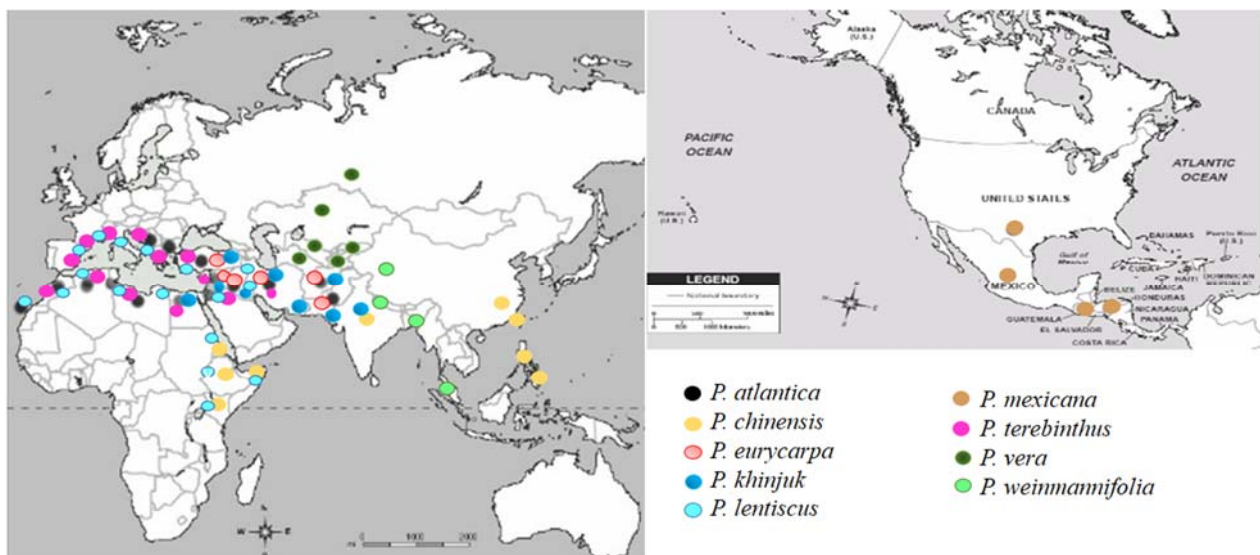 Alaska
(U.S.)
CANADA
PACIFIC
OCEAN
ATLANTIC
OCEAN
UNITED STATES
Hawaii
(U.S.)
Gulf of
Mexico
BAHAMAS
Puerto Rico
(U.S.)
CUBA
HAITI
DOMINICAN
MEXICO
BELIZE
JAMAICA
HONDURAS
NICARAGUA
PANAMA
GUATEMALA
EL SALVADOR
COSTA RICA
LEGEND
National boundary
W
E
1000
2000
P. atlantica
P. chinensis
P. eurycarpa
P. khinjuk
P. lentiscus
P. mexicana
P. terebinthus
P. vera
P. weinmannifolia